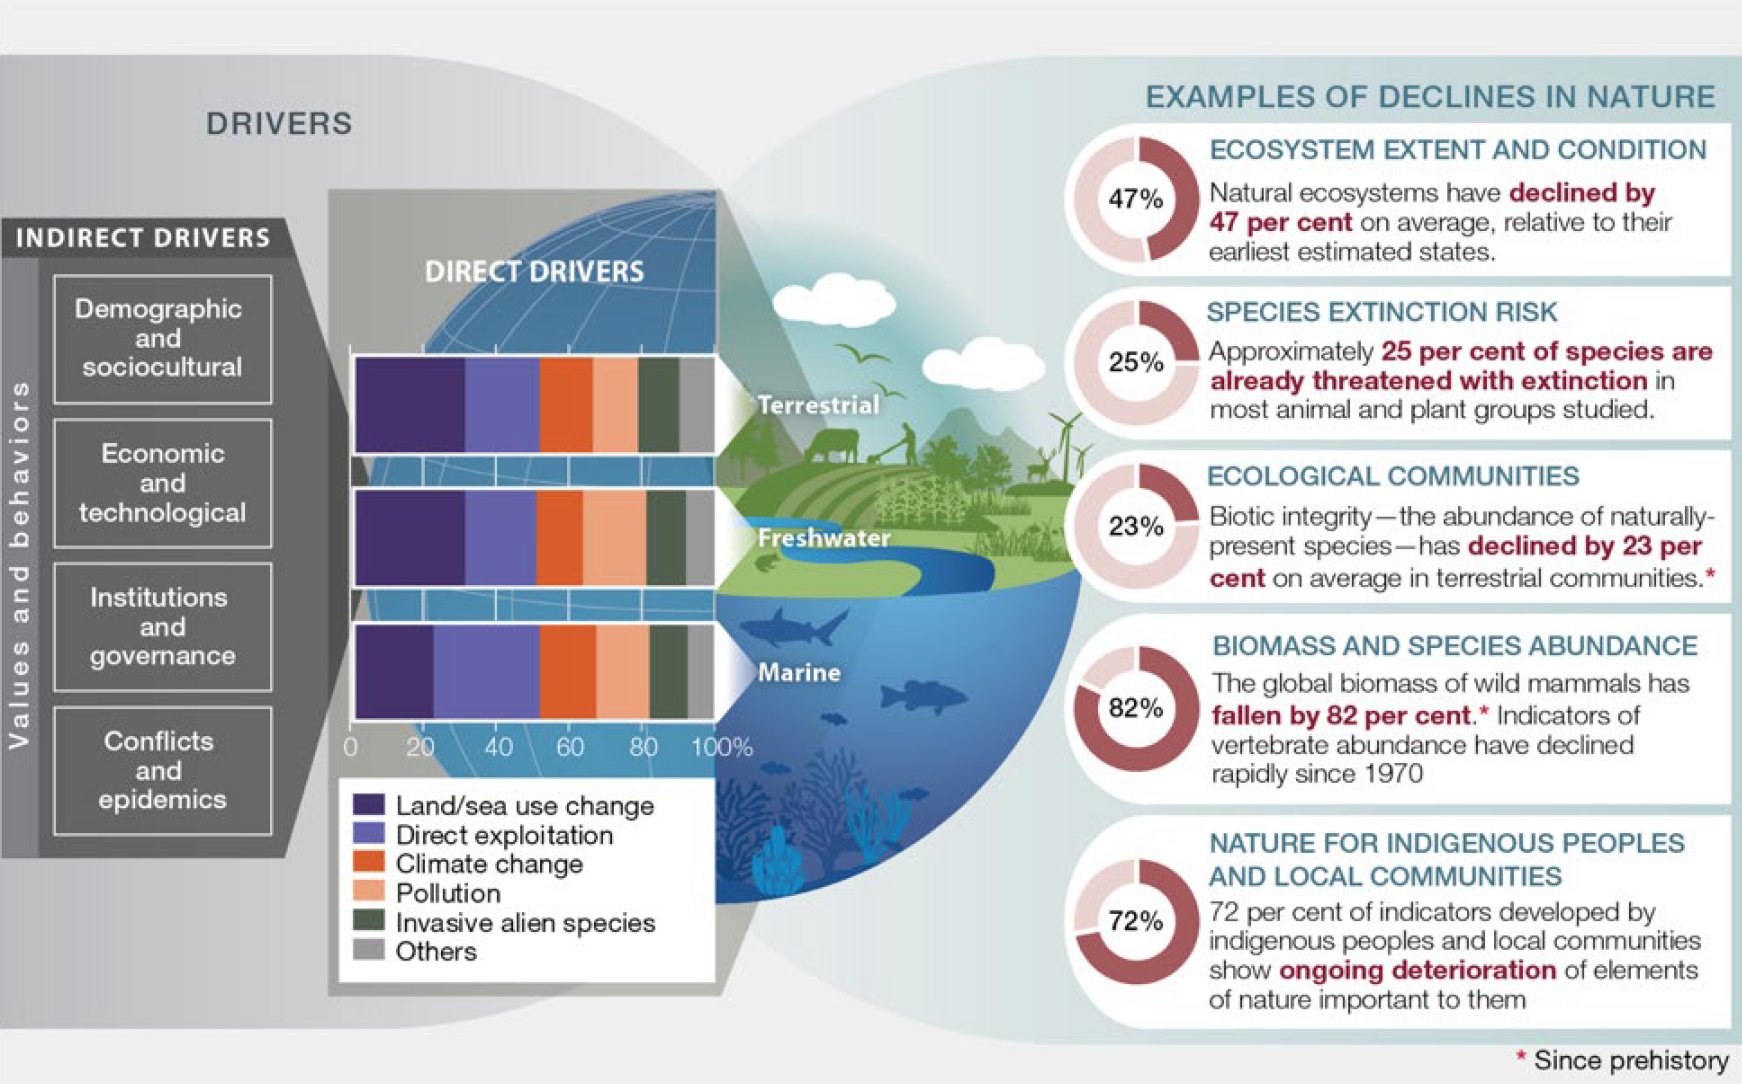 DRIVERS
INDIRECT DRIVERS
Values and behaviors
Demographic
and
sociocultural
Economic
and
technological
Institutions
and
governance
Conflicts
and
epidemics
DIRECT DRIVERS
Terrestrial
Freshwater
Marine
0 20 40 60 80 100%
Land/sea use change
Direct exploitation
Climate change
Pollution
Invasive alien species
Others
EXAMPLES OF DECLINES IN NATURE
47%
ECOSYSTEM EXTENT AND CONDITION
Natural ecosystems have declined by
47 per cent on average, relative to their
earliest estimated states.
25%
SPECIES EXTINCTION RISK
Approximately 25 per cent of species are
already threatened with extinction in
most animal and plant groups studied.
23%
ECOLOGICAL COMMUNITIES
Biotic integrity—the abundance of naturally-
present species—has declined by 23 per
cent on average in terrestrial communities.*
82%
BIOMASS AND SPECIES ABUNDANCE
The global biomass of wild mammals has
fallen by 82 per cent.* Indicators of
vertebrate abundance have declined
rapidly since 1970
72%
NATURE FOR INDIGENOUS PEOPLES
AND LOCAL COMMUNITIES
72 per cent of indicators developed by
indigenous peoples and local communities
show ongoing deterioration of elements
of nature important to them
* Since prehistory